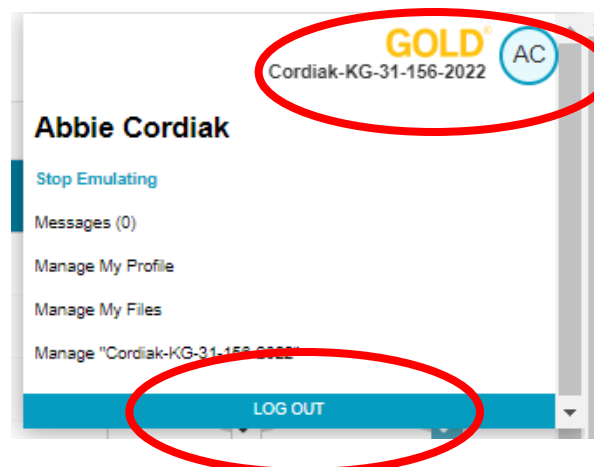 GOLD®
Cordiak-KG-31-156-2022
AC
Abbie Cordiak
Stop Emulating
Messages (0)
Manage My Profile
Manage My Files
Manage "Cordiak-KG-31-156-2022"
LOG OUT